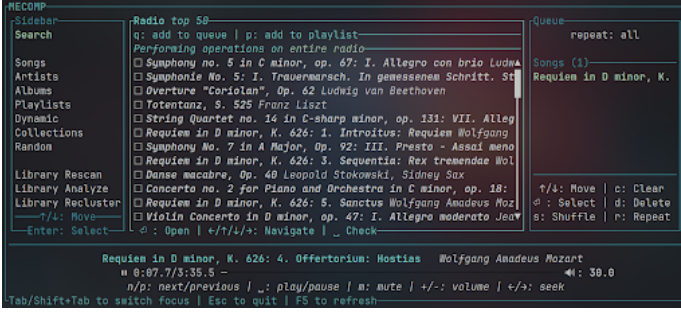 MECOMP
Sidebar
Search
Songs
Artists
Albums
Playlists
Dynamic
Collections
Random
Library Rescan
Library Analyze
Library Recluster
↑/↓: Move
Enter: Select
Radio top 50
q: add to queue | p: add to playlist
Performing operations on entire radio
☐ Symphony no. 5 in C minor, op. 67: I. Allegro con brio Ludw
☐ Symphonie No. 5: I. Trauermarsch. In gemessenem Schritt. St
☐ Overture "Coriolan", Op. 62 Ludwig van Beethoven
☐ Totentanz, S. 525 Franz Liszt
☐ String Quartet no. 14 in C-sharp minor, op. 131: VII. Alleg
☐ Requiem in D minor, K. 626: 1. Introitus: Requiem Wolfgang
☐ Symphony No. 7 in A Major, Op. 92: III. Presto - Assai meno
☐ Requiem in D minor, K. 626: 3. Sequentia: Rex tremendae Wol
☐ Danse macabre, Op. 40 Leopold Stokowski, Sidney Sax
☐ Concerto no. 2 for Piano and Orchestra in C minor, op. 18:
☐ Requiem in D minor, K. 626: 5. Sanctus Wolfgang Amadeus Moz
☐ Violin Concerto in D minor, op. 47: I. Allegro moderato Jea
⏎ : Open | ←/↑/↓/→: Navigate | ␣ Check
Queue
repeat: all
Songs (1)
Requiem in D minor, K.
↑/↓: Move | c: Clear
⏎ : Select | d: Delete
s: Shuffle | r: Repeat
Requiem in D minor, K. 626: 4. Offertorium: Hostias Wolfgang Amadeus Mozart
⏸ 0:07.7/3:35.5 — 🔊: 30.0
n/p: next/previous | ␣: play/pause | m: mute | +/-: volume | ←/→: seek
Tab/Shift+Tab to switch focus | Esc to quit | F5 to refresh